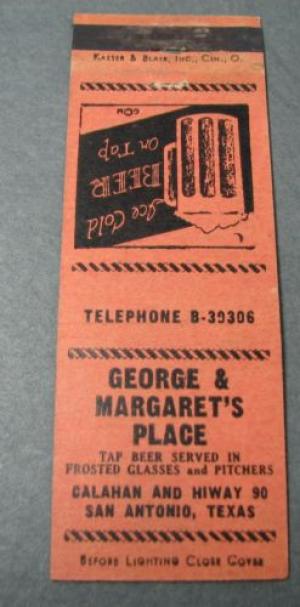 KAESER & BLAIR, INC., CIN., O.
Ice Cold
BEER
On Tap
TELEPHONE B-39306
GEORGE &
MARGARET'S
PLACE
TAP BEER SERVED IN
FROSTED GLASSES and PITCHERS
CALAHAN AND HIWAY 90
SAN ANTONIO, TEXAS
BEFORE LIGHTING CLOSE COVER